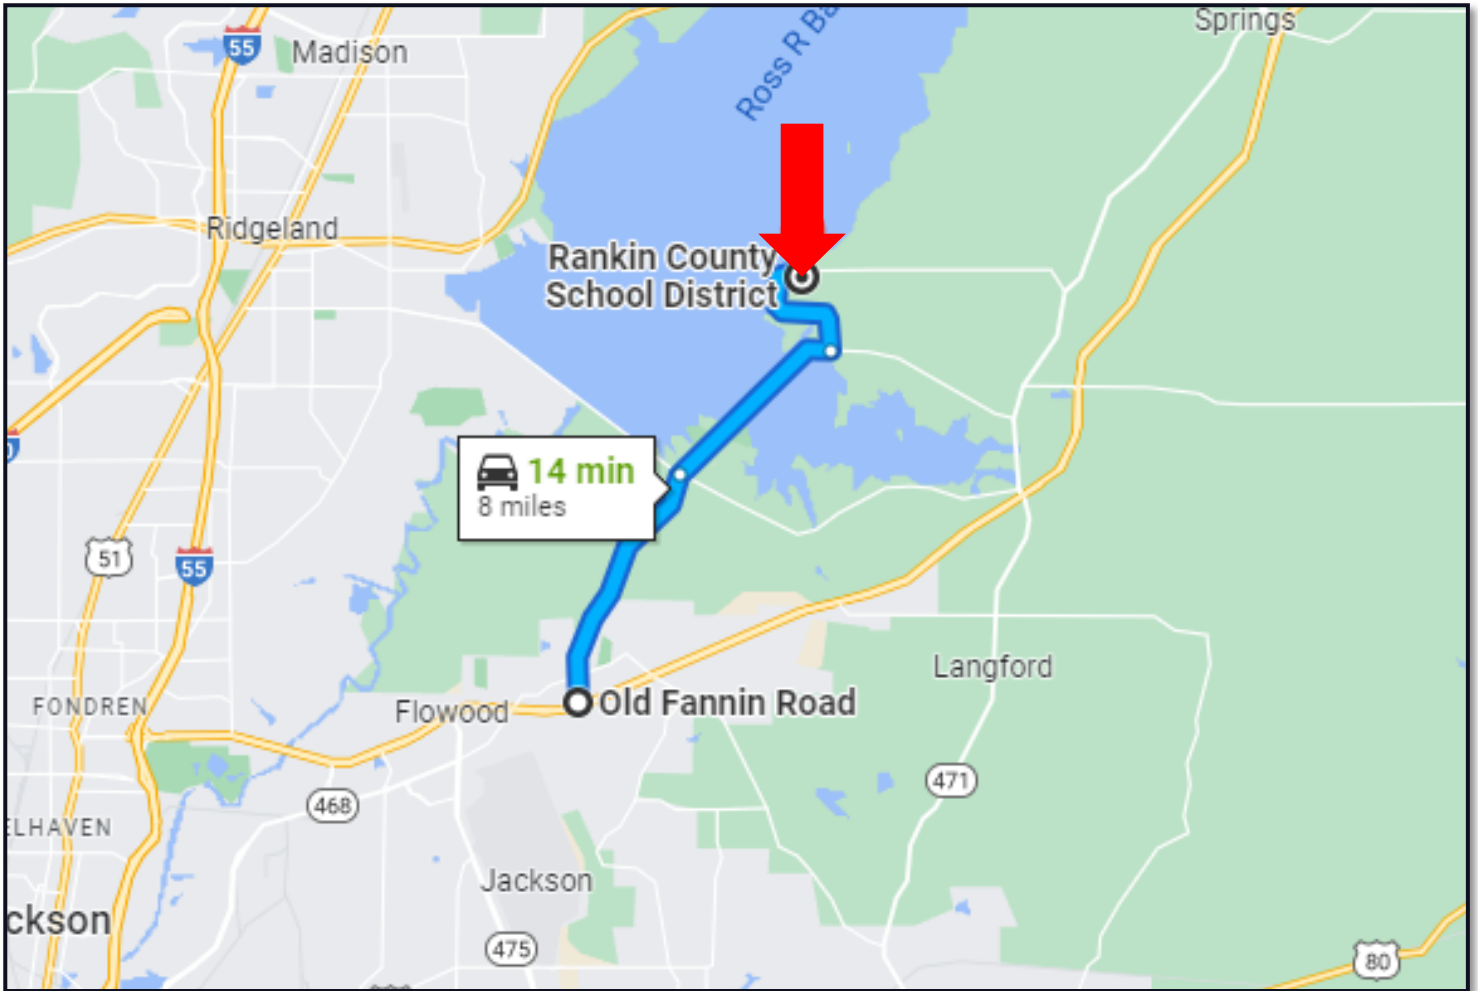 Springs
55
Madison
Ross R Ba
Ridgeland
Rankin County
School District
14 min
8 miles
51
55
Old Fannin Road
Flowood
FONDREN
Langford
471
468
ELHAVEN
Jackson
ckson
475
80